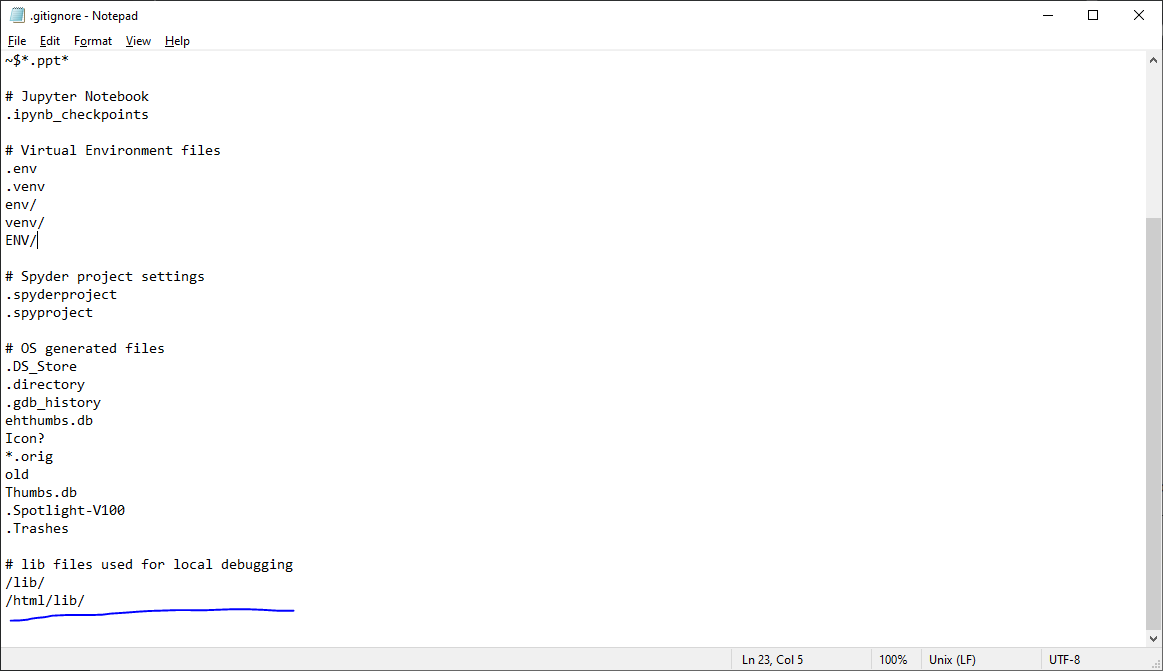 .gitignore - Notepad
File Edit Format View Help
~$*.ppt*
# Jupyter Notebook
.ipynb_checkpoints
# Virtual Environment files
.env
.venv
env/
venv/
ENV/
# Spyder project settings
.spyderproject
.spyproject
# OS generated files
.DS_Store
.directory
.gdb_history
ehthumbs.db
Icon?
*.orig
old
Thumbs.db
.Spotlight-V100
.Trashes
# lib files used for local debugging
/lib/
/html/lib/
Ln 23, Col 5 100% Unix (LF) UTF-8